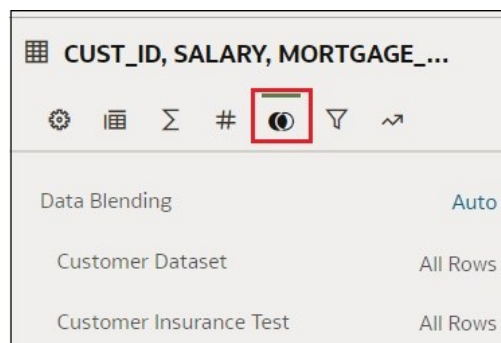 CUST_ID, SALARY, MORTGAGE_...
Data Blending Auto
Customer Dataset All Rows
Customer Insurance Test All Rows